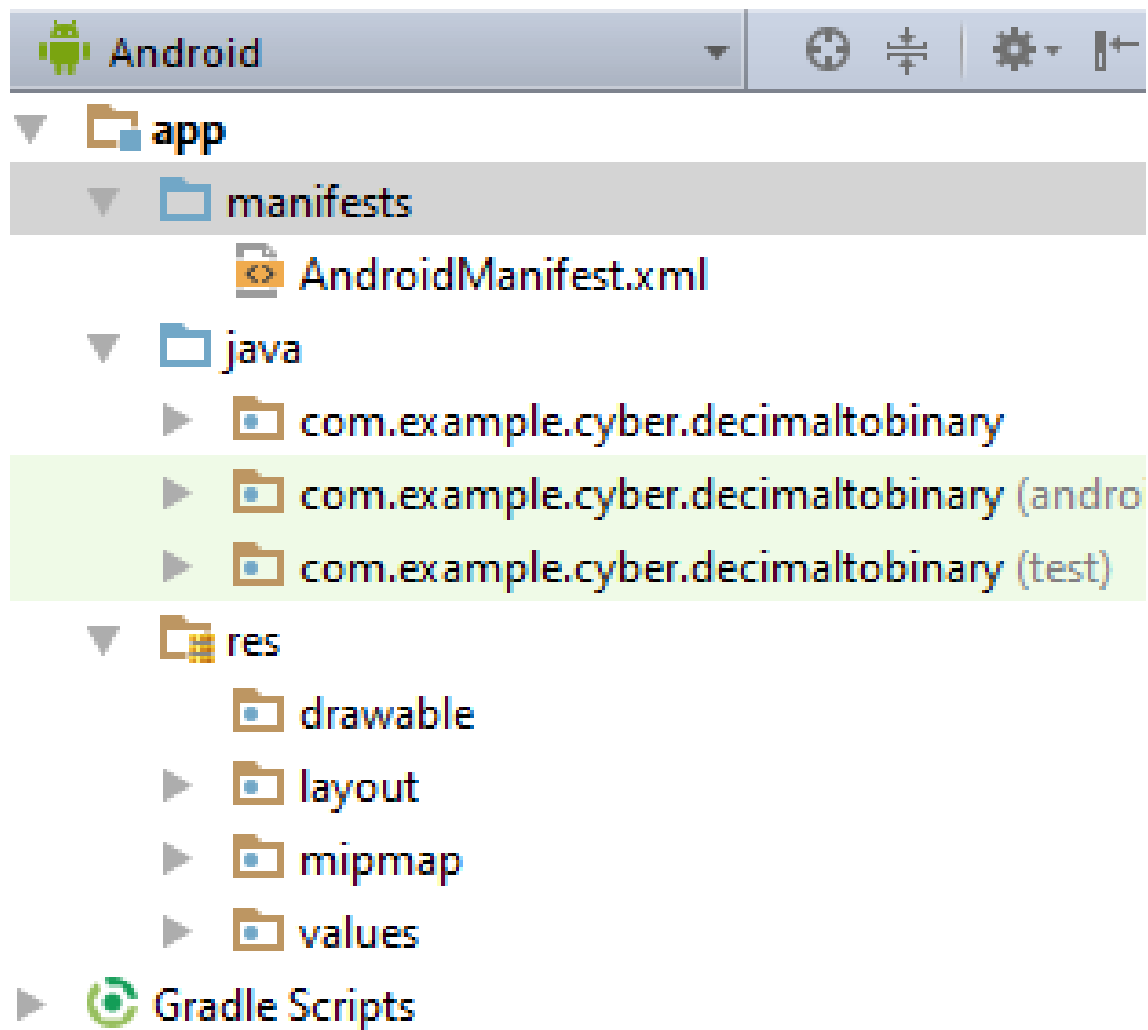 Android
app
manifests
AndroidManifest.xml
java
com.example.cyber.decimaltobinary
com.example.cyber.decimaltobinary
com.example.cyber.decimaltobinary (test)
res
drawable
layout
mipmap
values
Gradle Scripts